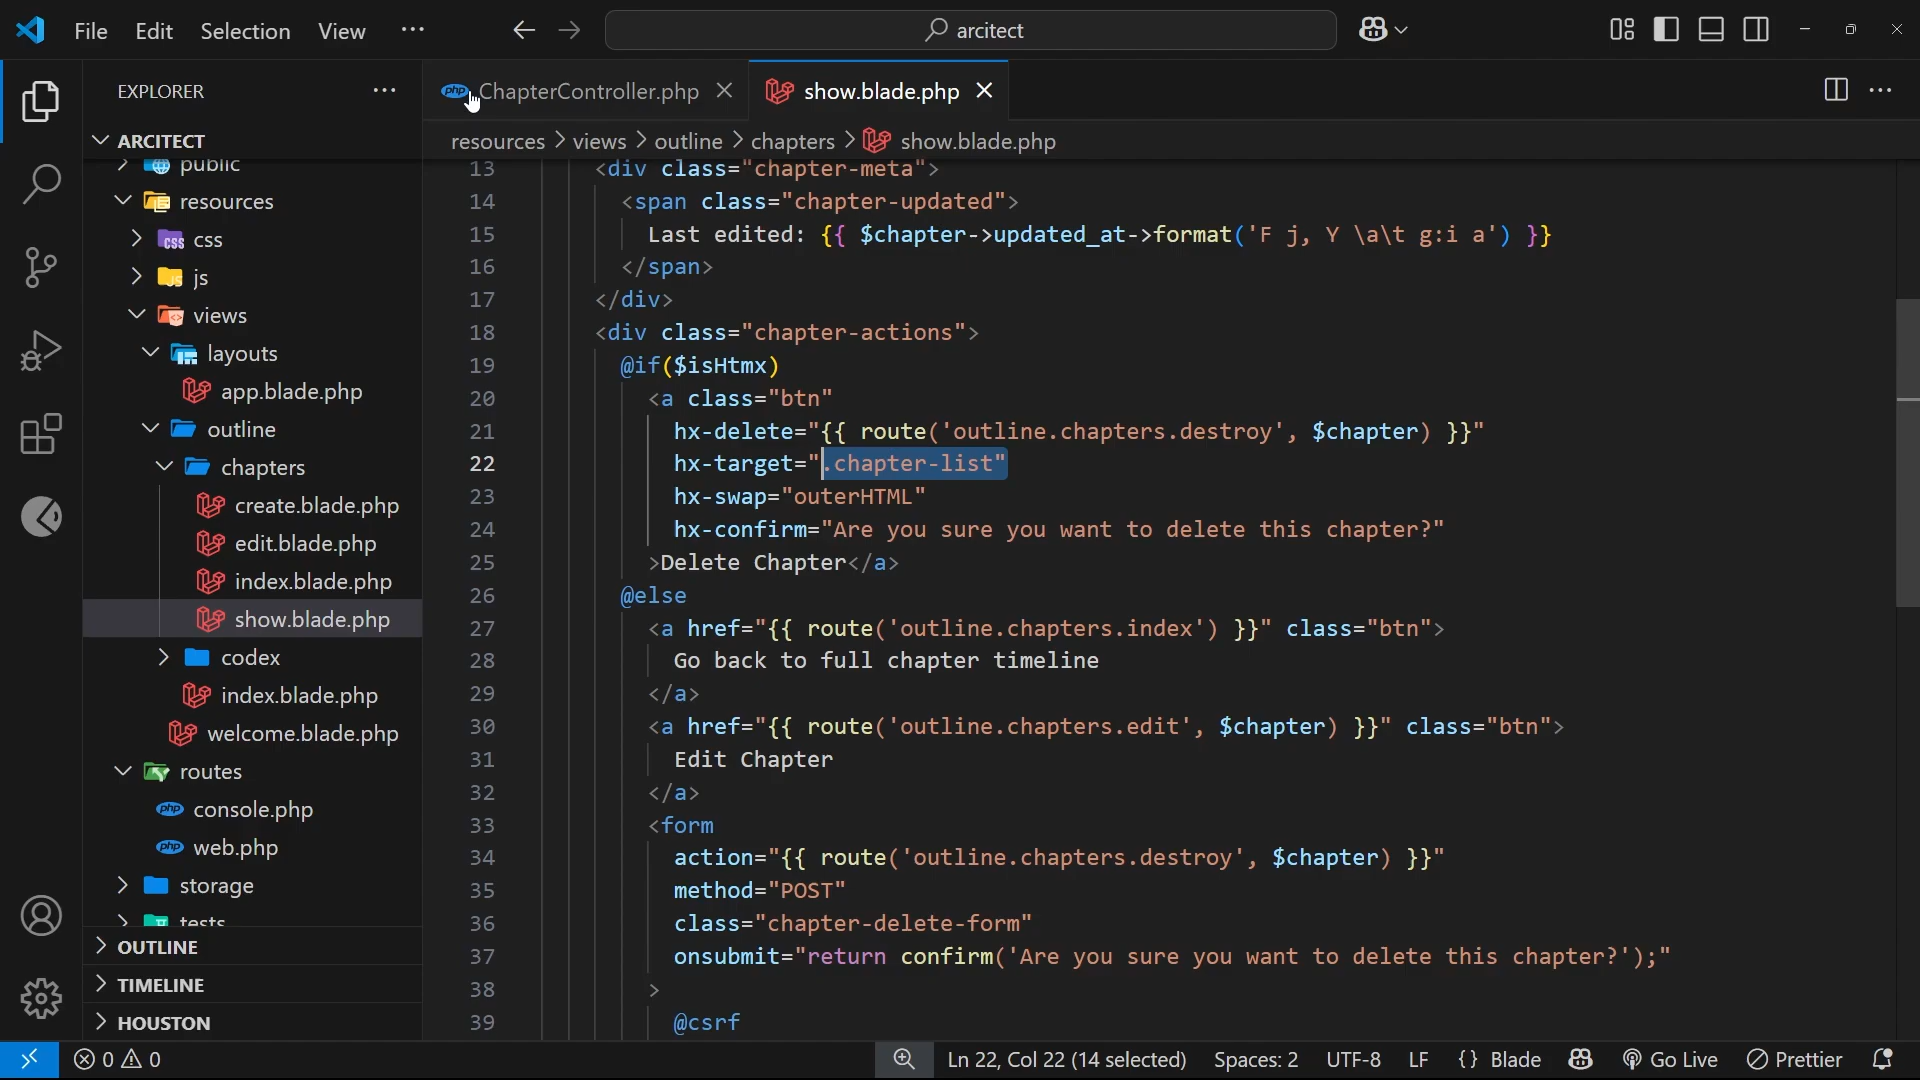 File Edit Selection View ··· arcitect
EXPLORER ···
ARCITECT
public
resources
css
js
views
layouts
app.blade.php
outline
chapters
create.blade.php
edit.blade.php
index.blade.php
show.blade.php
codex
index.blade.php
welcome.blade.php
routes
console.php
web.php
storage
tests
OUTLINE
TIMELINE
HOUSTON
ChapterController.php show.blade.php
resources > views > outline > chapters > show.blade.php
13 <div class="chapter-meta">
14 <span class="chapter-updated">
15 Last edited: {{ $chapter->updated_at->format('F j, Y \a\t g:i a') }}
16 </span>
17 </div>
18 <div class="chapter-actions">
19 @if($isHtmx)
20 <a class="btn"
21 hx-delete="{{ route('outline.chapters.destroy', $chapter) }}"
22 hx-target=".chapter-list"
23 hx-swap="outerHTML"
24 hx-confirm="Are you sure you want to delete this chapter?"
25 >Delete Chapter</a>
26 @else
27 <a href="{{ route('outline.chapters.index') }}" class="btn">
28 Go back to full chapter timeline
29 </a>
30 <a href="{{ route('outline.chapters.edit', $chapter) }}" class="btn">
31 Edit Chapter
32 </a>
33 <form
34 action="{{ route('outline.chapters.destroy', $chapter) }}"
35 method="POST"
36 class="chapter-delete-form"
37 onsubmit="return confirm('Are you sure you want to delete this chapter?');"
38 >
39 @csrf
0 0 Ln 22, Col 22 (14 selected) Spaces: 2 UTF-8 LF {} Blade Go Live Prettier